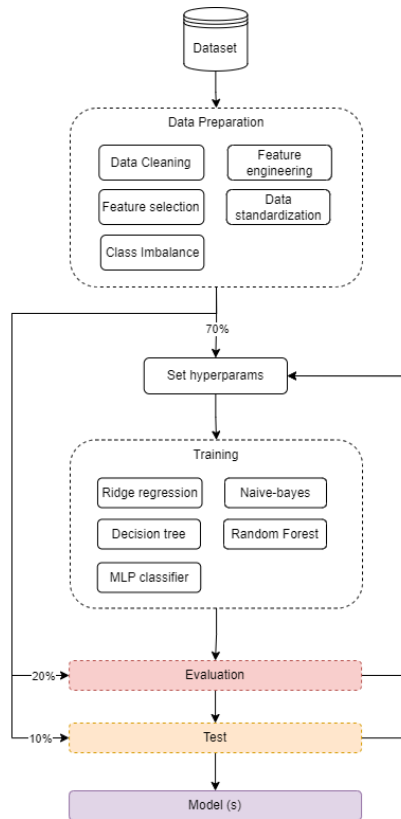 Dataset
Data Preparation
Data Cleaning
Feature
engineering
Feature selection
Data
standardization
Class Imbalance
70%
Set hyperparams
Training
Ridge regression
Naive-bayes
Decision tree
Random Forest
MLP classifier
20%
Evaluation
10%
Test
Model (s)